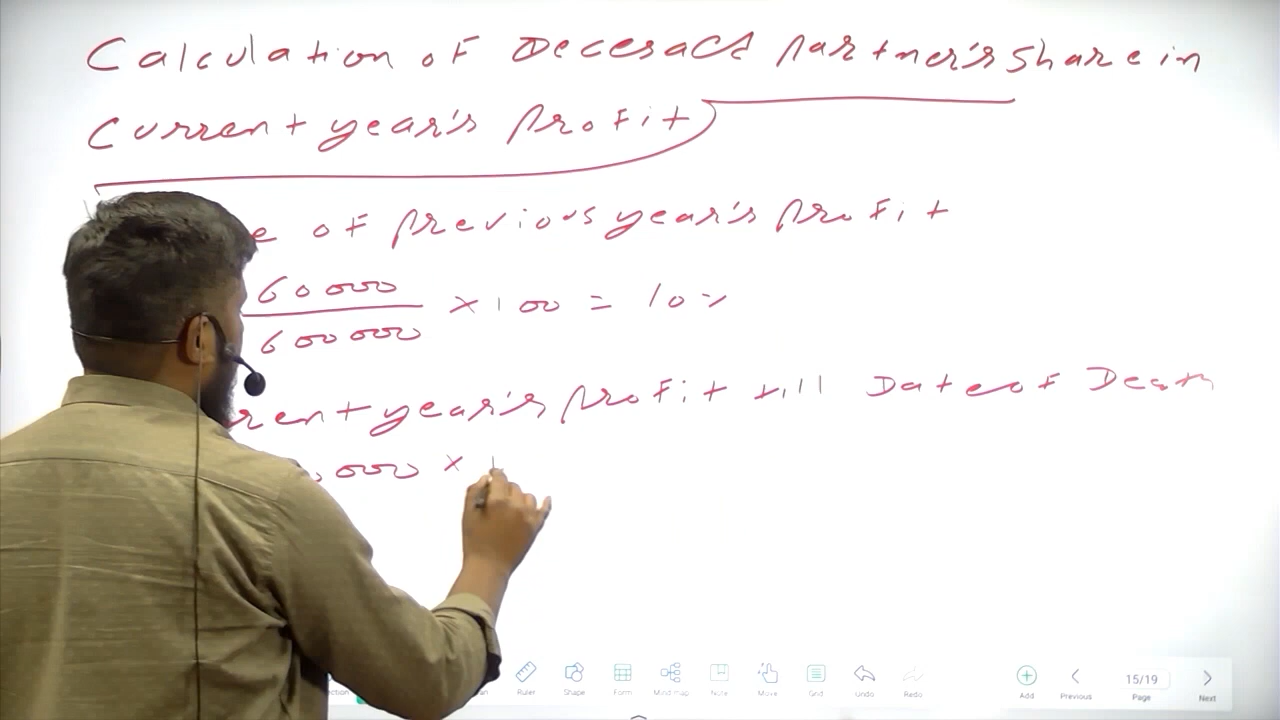 Calculation of Deceract partner's share in
Current year's profit
e of previous year's profit
60000
600000
× 100 = 10%
rent year's profit till Date of Death
0000 ×
Ruler
Shape
Form
Mind map
Note
Move
Grid
Undo
Redo
Add
Previous
15/19
Page
Next